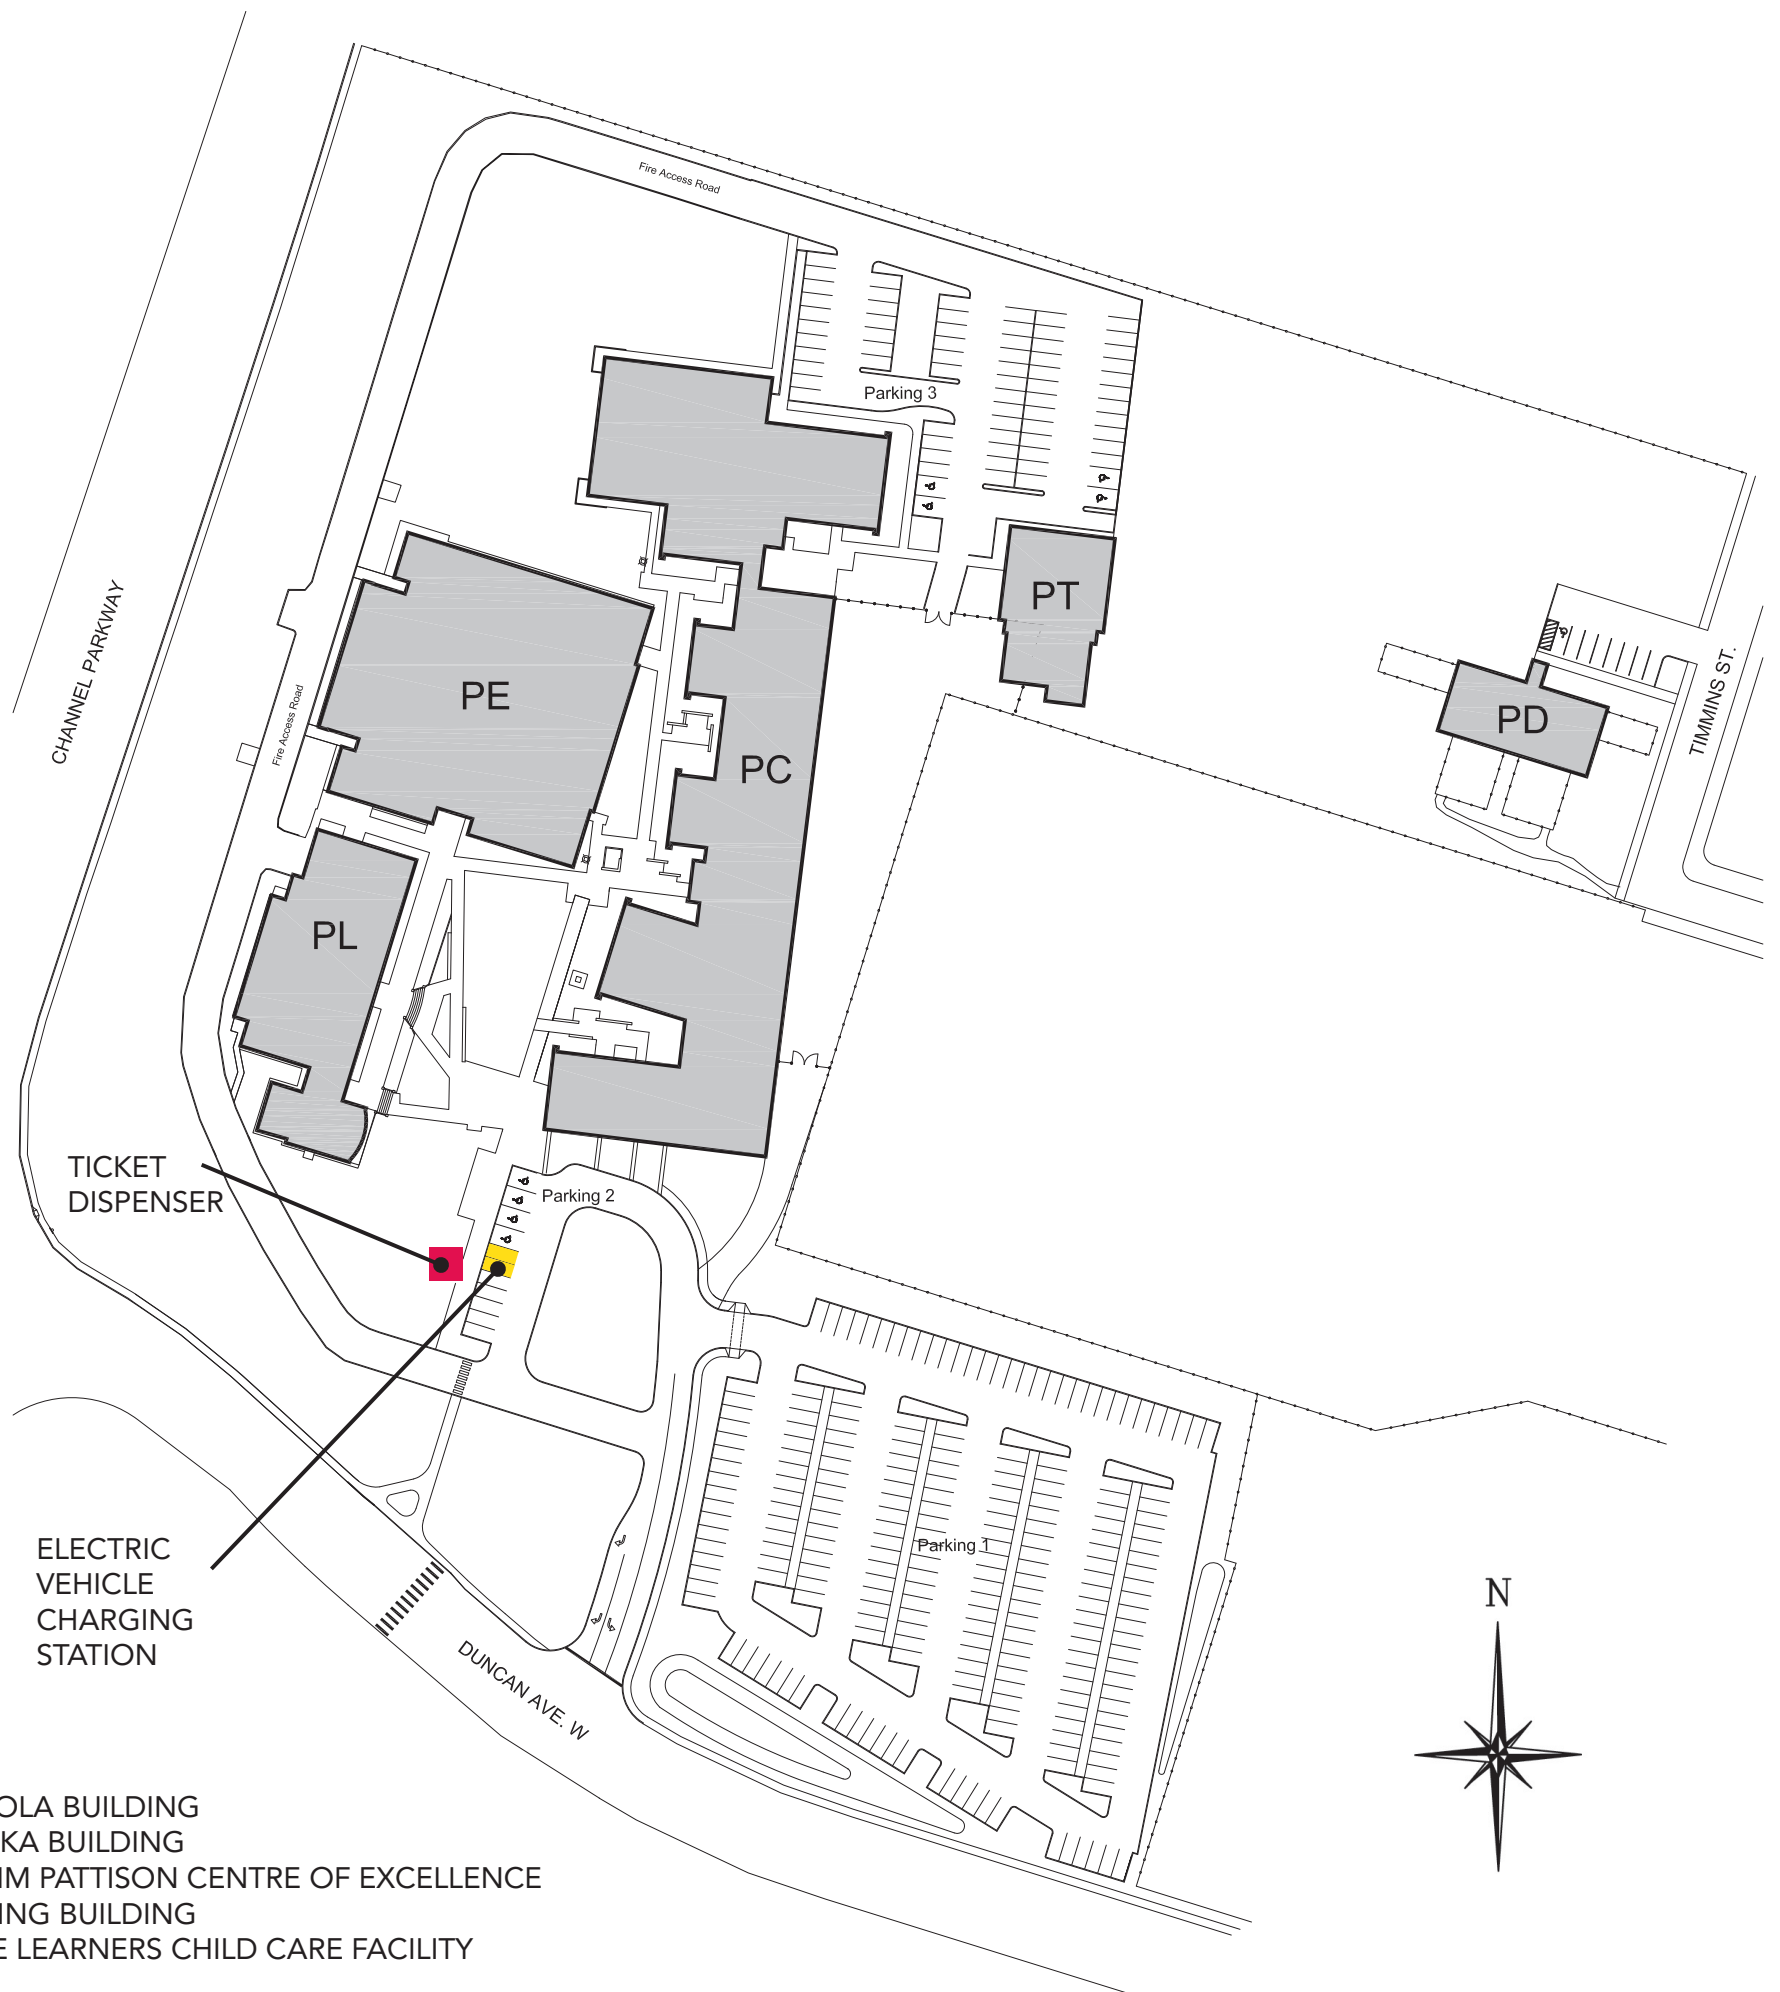 Fire Access Road
Parking 3
CHANNEL PARKWAY
PT
PE
PD
TIMMINS ST.
Fire Access Road
PC
PL
TICKET
DISPENSER
Parking 2
ELECTRIC
VEHICLE
CHARGING
STATION
Parking 1
N
DUNCAN AVE. W
OLA BUILDING
KA BUILDING
IM PATTISON CENTRE OF EXCELLENCE
ING BUILDING
E LEARNERS CHILD CARE FACILITY